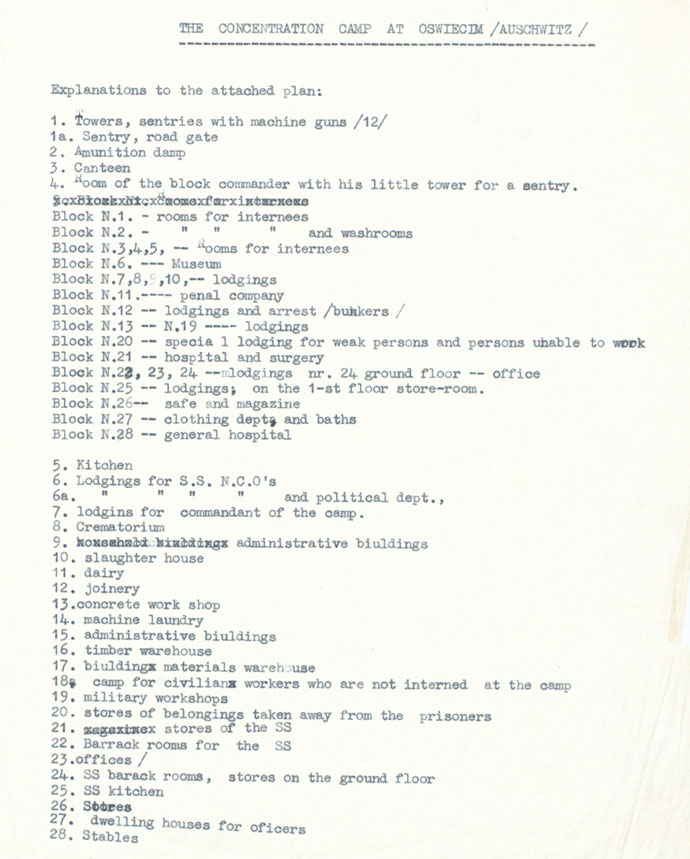 THE CONCENTRATION CAMP AT OSWIECIM /AUSCHWITZ /
Explanations to the attached plan:
1. Towers, sentries with machine guns /12/
1a. Sentry, road gate
2. Amunition damp
3. Canteen
4. Room of the block commander with his little tower for a sentry.
Block N.1. - rooms for internees
Block N.2. - " " " and washrooms
Block N.3,4,5, -- Rooms for internees
Block N.6. --- Museum
Block N.7,8,9,10,-- lodgings
Block N.11.---- penal company
Block N.12 -- lodgings and arrest /bunkers /
Block N.13 -- N.19 ---- lodgings
Block N.20 -- specia l lodging for weak persons and persons unable to work
Block N.21 -- hospital and surgery
Block N.22, 23, 24 -- lodgings nr. 24 ground floor -- office
Block N.25 -- lodgings; on the 1-st floor store-room.
Block N.26-- safe and magazine
Block N.27 -- clothing dept, and baths
Block N.28 -- general hospital
5. Kitchen
6. Lodgings for S.S. N.C.O's
6a. " " " " and political dept.,
7. lodgins for commandant of the camp.
8. Crematorium
9. administrative biuldings
10. slaughter house
11. dairy
12. joinery
13.concrete work shop
14. machine laundry
15. administrative biuldings
16. timber warehouse
17. biulding materials warehouse
18, camp for civilian workers who are not interned at the camp
19. military workshops
20. stores of belongings taken away from the prisoners
21. stores of the SS
22. Barrack rooms for the SS
23.offices /
24. SS barack rooms, stores on the ground floor
25. SS kitchen
26. Stores
27. dwelling houses for oficers
28. Stables